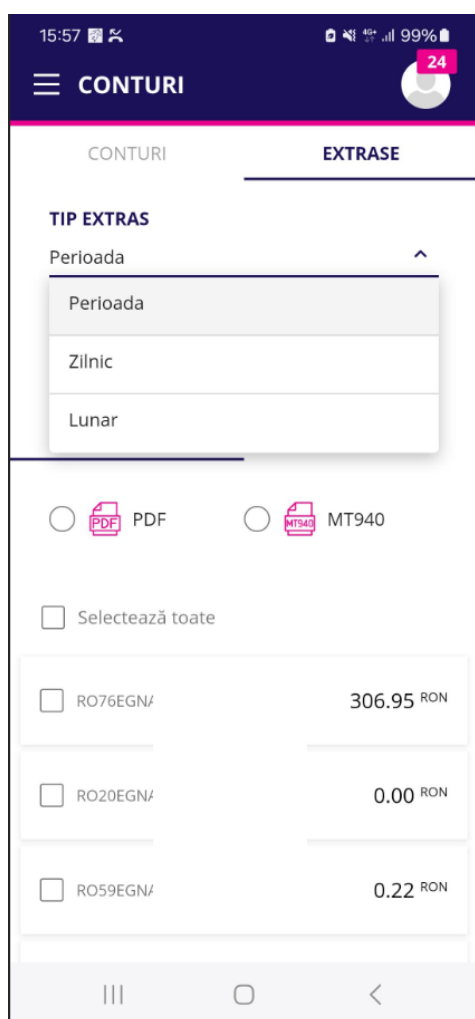 15:57 4G+ 99%
24
CONTURI
CONTURI EXTRASE
TIP EXTRAS
Perioada
Perioada
Zilnic
Lunar
PDF PDF MT940 MT940
Selectează toate
RO76EGNA 306.95 RON
RO20EGNA 0.00 RON
RO59EGNA 0.22 RON